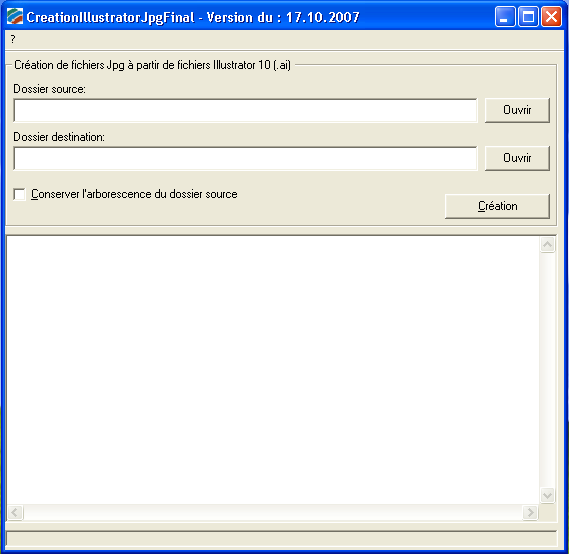 CreationIllustratorJpgFinal - Version du : 17.10.2007
?
Création de fichiers Jpg à partir de fichiers Illustrator 10 (.ai)
Dossier source:
Ouvrir
Dossier destination:
Ouvrir
Conserver l'arborescence du dossier source
Création